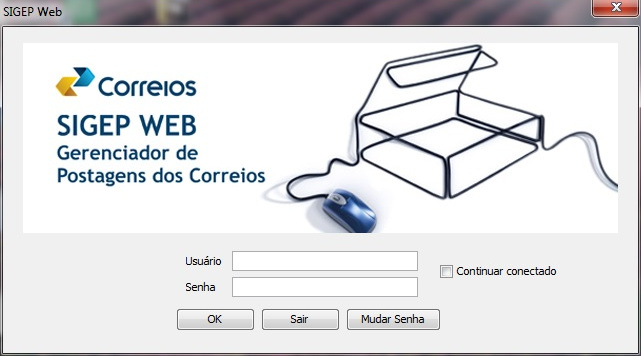 SIGEP Web
Correios
SIGEP WEB
Gerenciador de
Postagens dos Correios
Usuário
Continuar conectado
Senha
OK Sair Mudar Senha